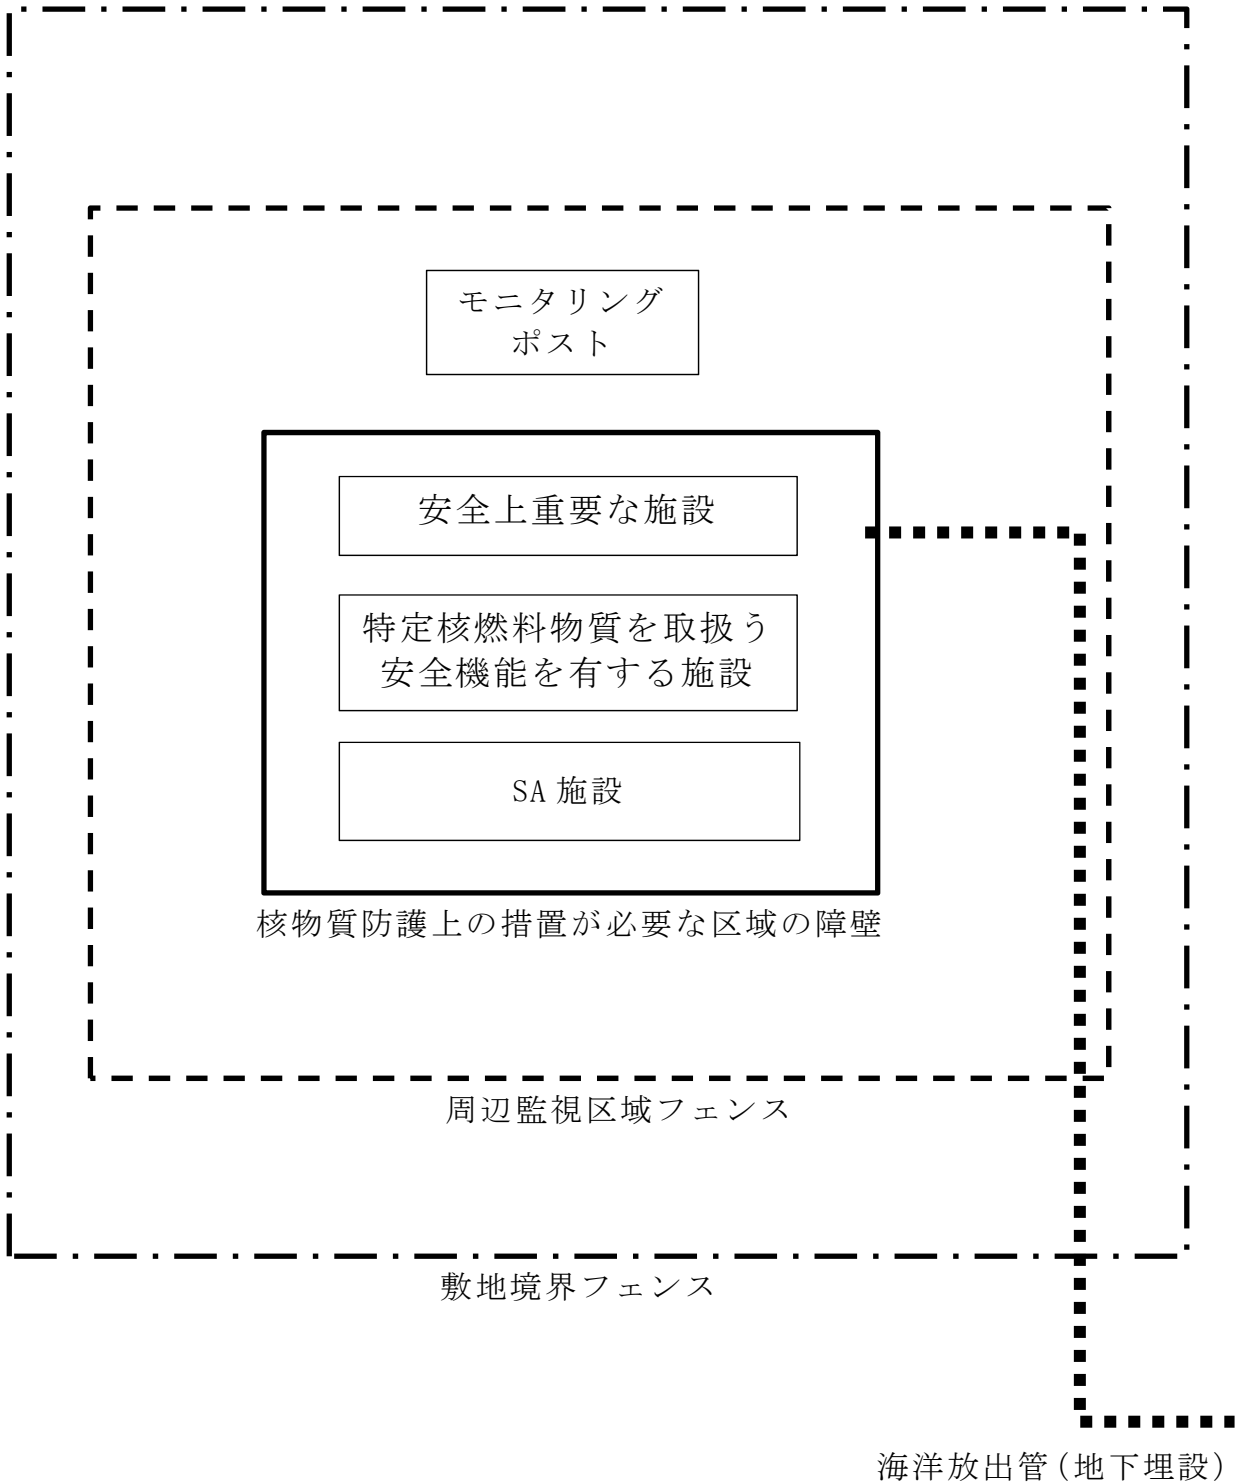 モニタリング
ポスト
安全上重要な施設
特定核燃料物質を取扱う
安全機能を有する施設
SA 施設
核物質防護上の措置が必要な区域の障壁
周辺監視区域フェンス
敷地境界フェンス
海洋放出管(地下埋設)